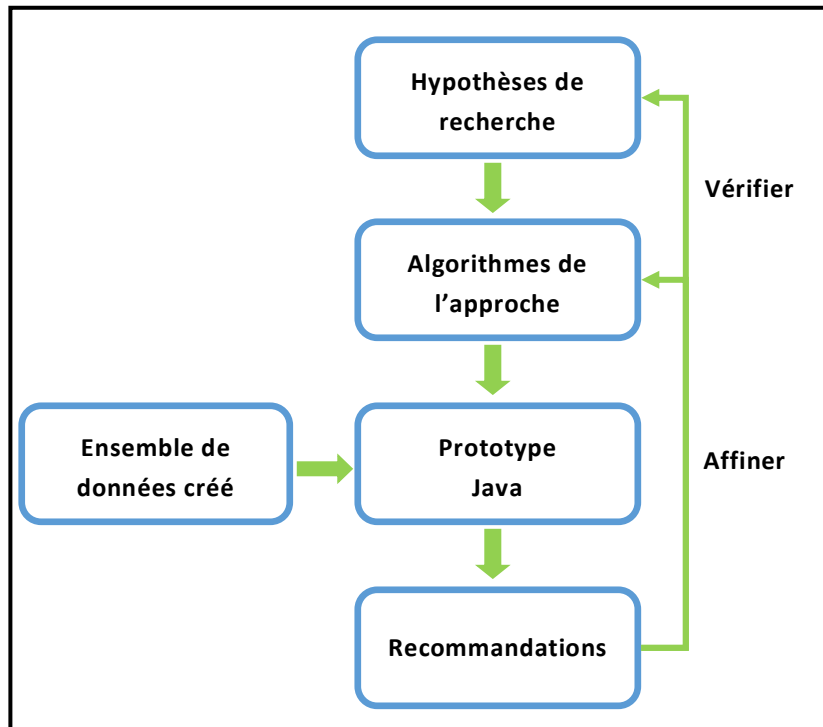 Hypothèses de
recherche
Vérifier
Algorithmes de
l’approche
Ensemble de
données créé
Prototype
Java
Affiner
Recommandations